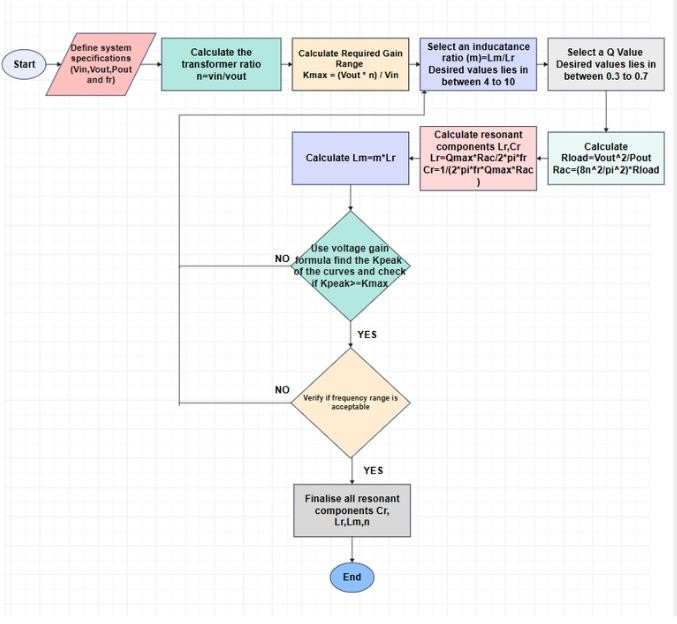 Start
Define system
specifications
(Vin,Vout,Pout
and fr)
Calculate the
transformer ratio
n=vin/vout
Calculate Required Gain
Range
Kmax = (Vout * n) / Vin
Select an inducatance
ratio (m)=Lm/Lr
Desired values lies in
between 4 to 10
Select a Q Value
Desired values lies in
between 0.3 to 0.7
Calculate
Rload=Vout^2/Pout
Rac=(8n^2/pi^2)*Rload
Calculate resonant
components Lr,Cr
Lr=Qmax*Rac/2*pi*fr
Cr=1/(2*pi*fr*Qmax*Rac
)
Calculate Lm=m*Lr
Use voltage gain
formula find the Kpeak
of the curves and check
if Kpeak>=Kmax
NO
YES
Verify if frequency range is
acceptable
NO
YES
Finalise all resonant
components Cr,
Lr,Lm,n
End